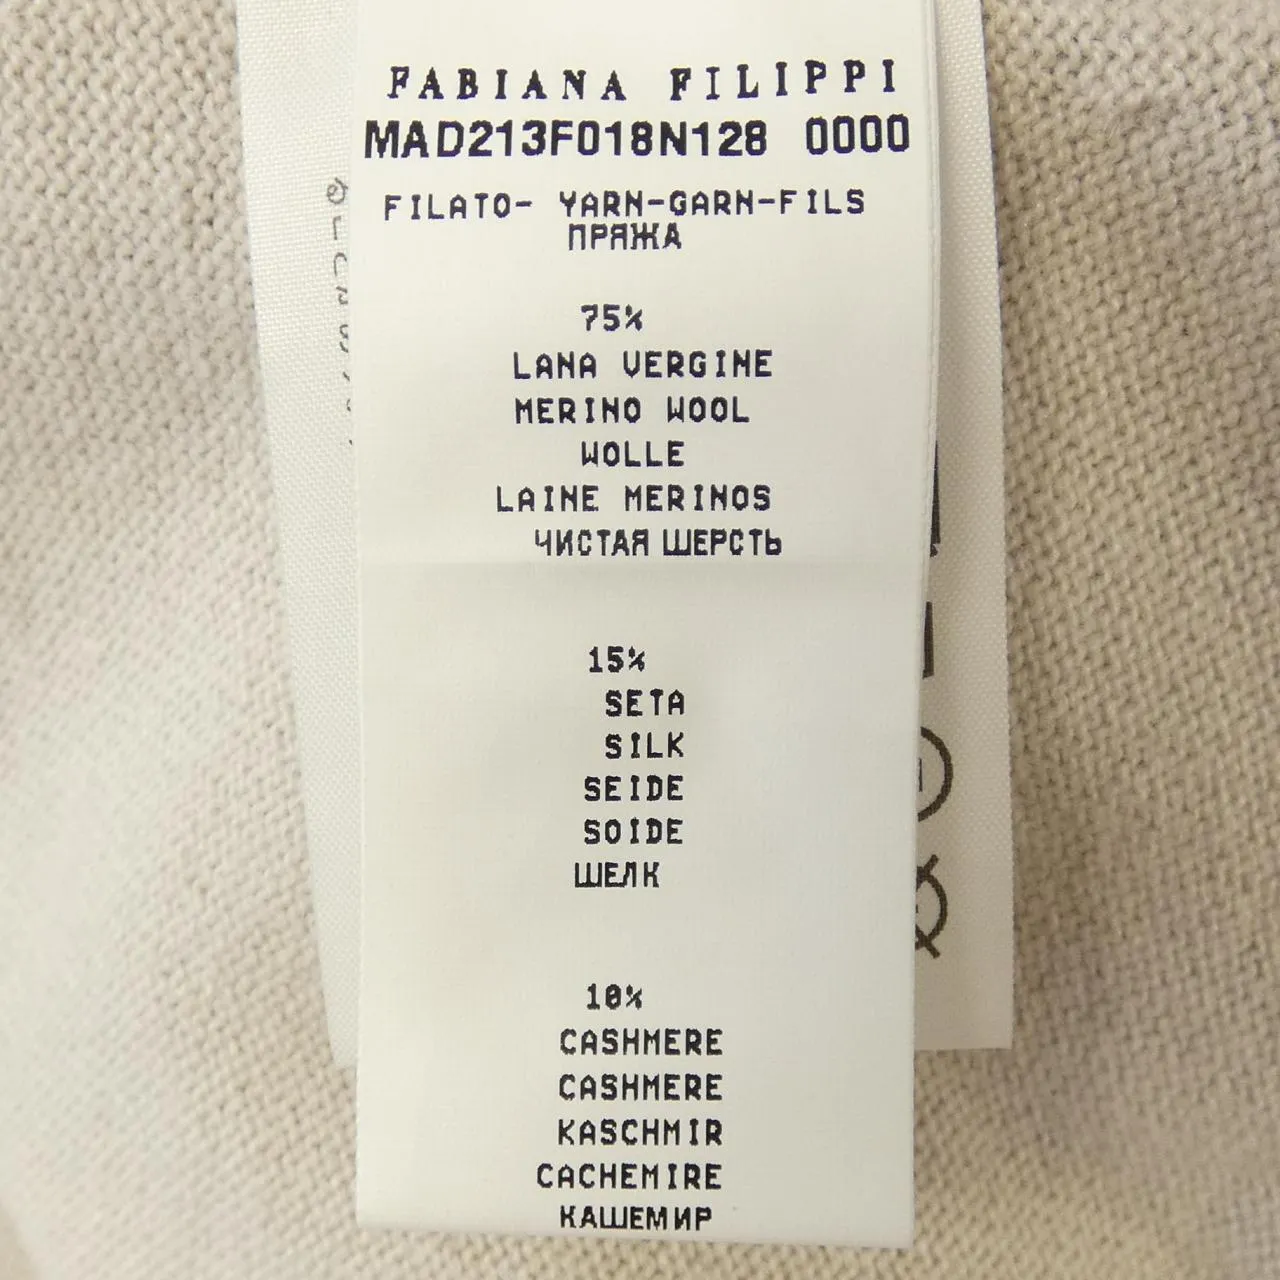 FABIANA FILIPPI
MAD213F018N128 0000
FILATO- YARN-GARN-FILS
ПРЯЖА
75%
LANA VERGINE
MERINO WOOL
WOLLE
LAINE MERINOS
ЧИСТАЯ ШЕРСТЬ
15%
SETA
SILK
SEIDE
SOIDE
ШЕЛК
10%
CASHMERE
CASHMERE
KASCHMIR
CACHEMIRE
КАШЕМИР